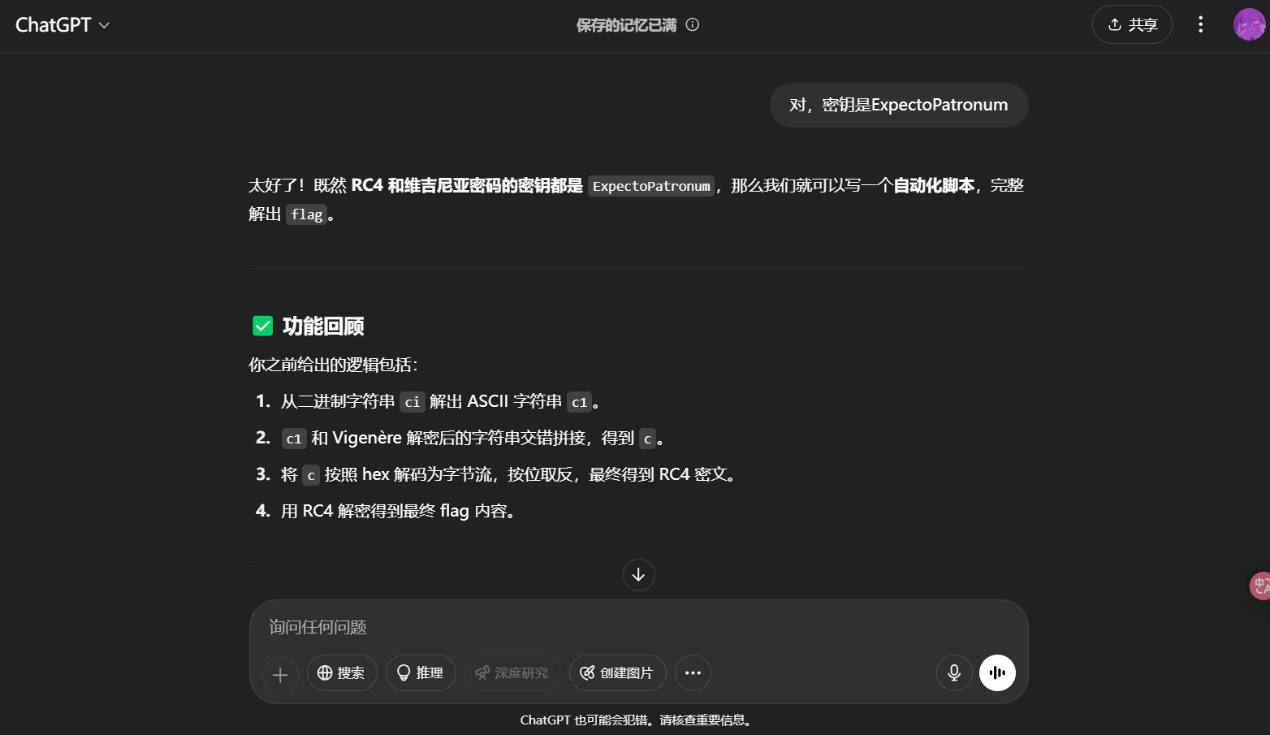 ChatGPT
保存的记忆已满
共享
对，密钥是ExpectoPatronum
太好了！既然 RC4 和维吉尼亚密码的密钥都是 ExpectoPatronum，那么我们就可以写一个自动化脚本，完整
解出 flag。
功能回顾
你之前给出的逻辑包括：
1. 从二进制字符串 ci 解出 ASCII 字符串 c1。
2. c1 和 Vigenère 解密后的字符串交错拼接，得到 c。
3. 将 c 按照 hex 解码为字节流，按位取反，最终得到 RC4 密文。
4. 用 RC4 解密得到最终 flag 内容。
询问任何问题
搜索 推理 深度研究 创建图片
ChatGPT 也可能会犯错。请核查重要信息。